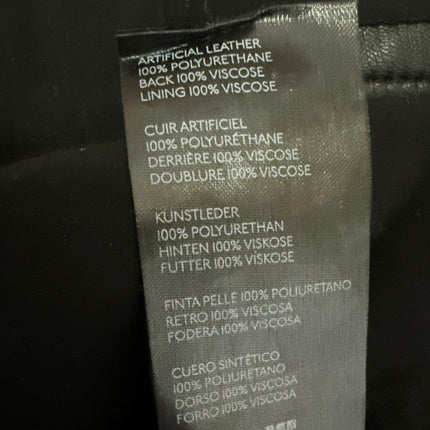 ARTIFICIAL LEATHER
100% POLYURETHANE
BACK 100% VISCOSE
LINING 100% VISCOSE
CUIR ARTIFICIEL
100% POLYURÉTHANE
DERRIÈRE 100% VISCOSE
DOUBLURE 100% VISCOSE
KUNSTLEDER
100% POLYURETHAN
HINTEN 100% VISKOSE
FUTTER 100% VISKOSE
FINTA PELLE 100% POLIURETANO
RETRO 100% VISCOSA
FODERA 100% VISCOSA
CUERO SINTÉTICO
100% POLIURETANO
DORSO 100% VISCOSA
FORRO 100% VISCOSA